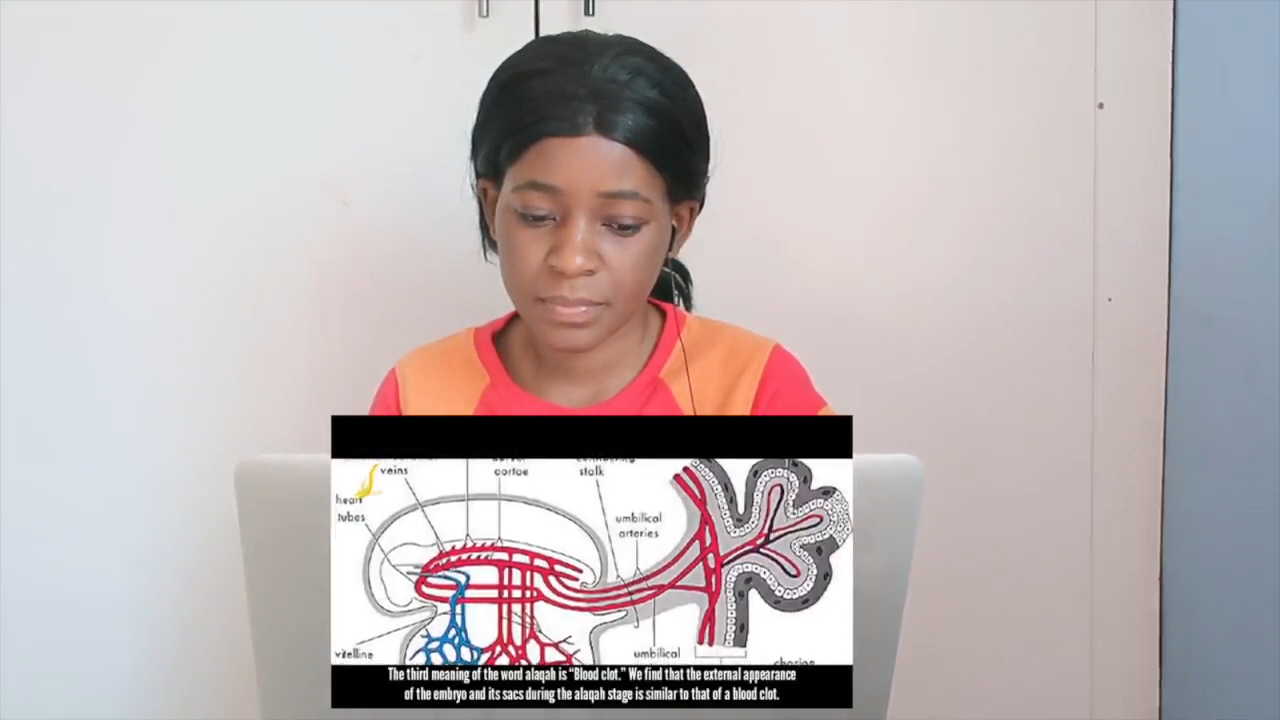 veins
stalk
heart
tubes
umbilical
arteries
vitelline
umbilical
The third meaning of the word alaqah is “Blood clot.” We find that the external appearance
of the embryo and its sacs during the alaqah stage is similar to that of a blood clot.